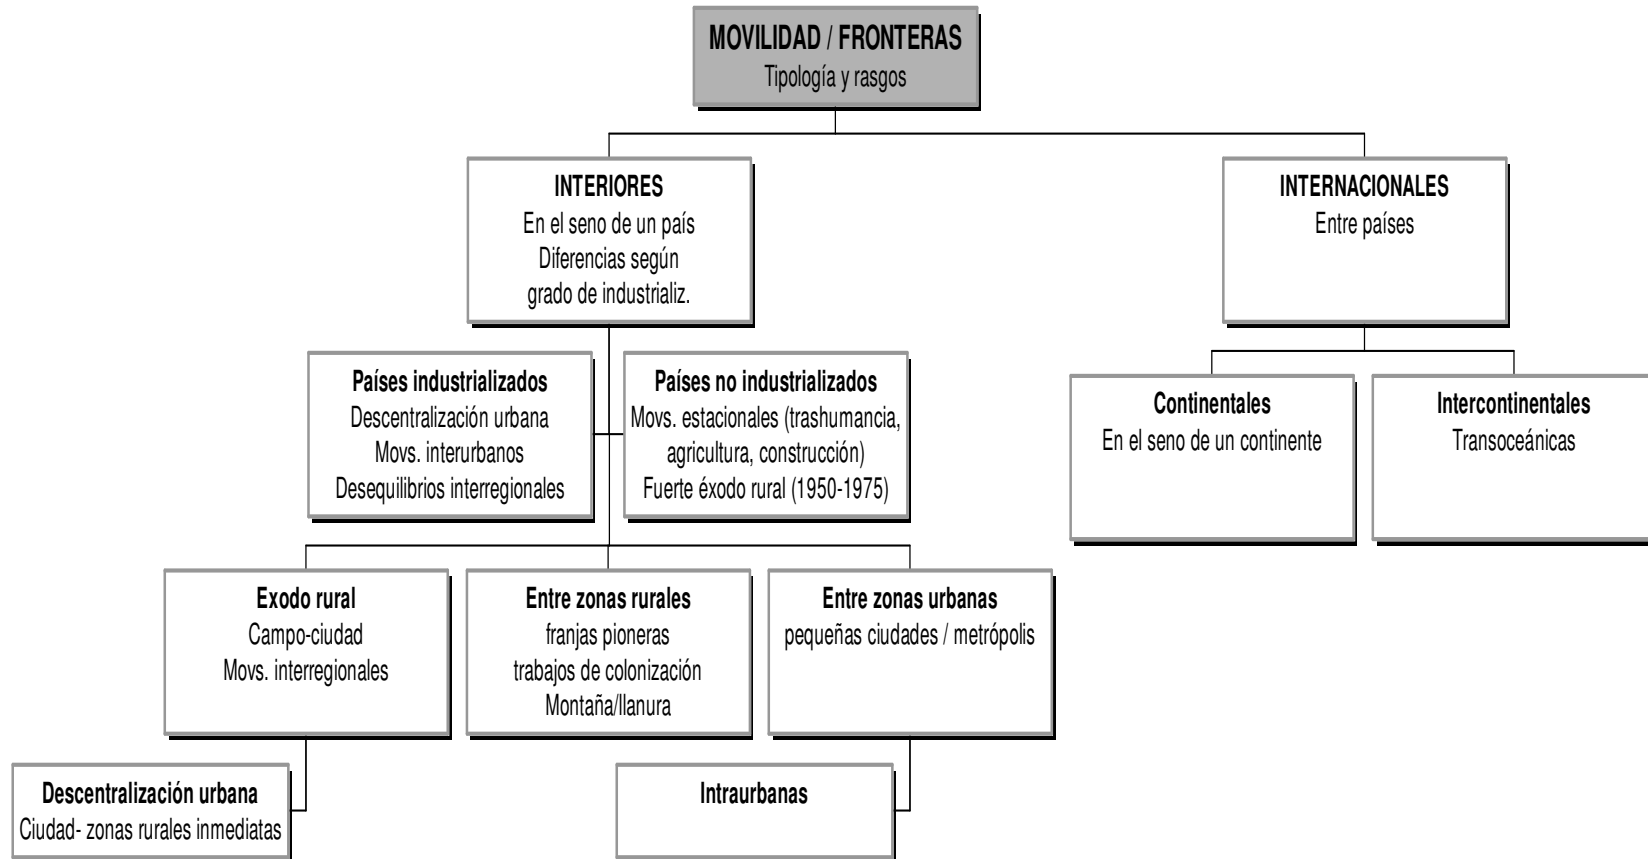 MOVILIDAD / FRONTERAS
Tipología y rasgos
INTERIORES
En el seno de un país
Diferencias según
grado de industrializ.
INTERNACIONALES
Entre países
Países industrializados
Descentralización urbana
Movs. interurbanos
Desequilibrios interregionales
Países no industrializados
Movs. estacionales (trashumancia,
agricultura, construcción)
Fuerte éxodo rural (1950-1975)
Continentales
En el seno de un continente
Intercontinentales
Transoceánicas
Exodo rural
Campo-ciudad
Movs. interregionales
Entre zonas rurales
franjas pioneras
trabajos de colonización
Montaña/llanura
Entre zonas urbanas
pequeñas ciudades / metrópolis
Descentralización urbana
Ciudad- zonas rurales inmediatas
Intraurbanas